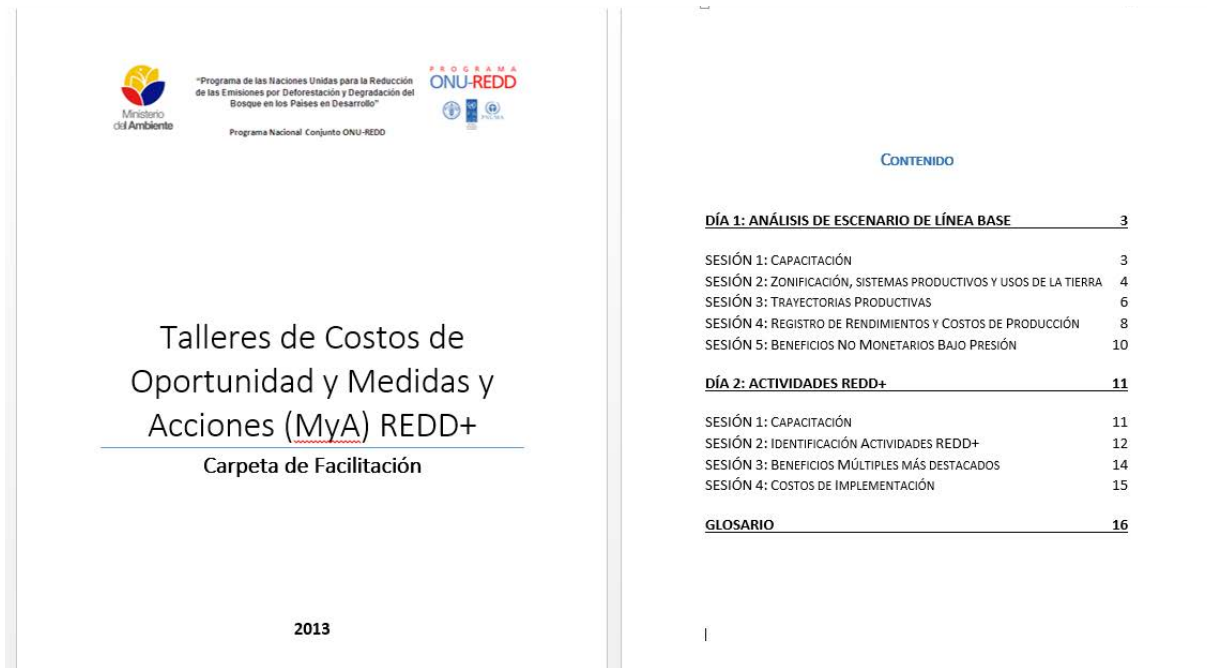 Ministerio
del Ambiente
"Programa de las Naciones Unidas para la Reducción
de las Emisiones por Deforestación y Degradación del
Bosque en los Países en Desarrollo"
Programa Nacional Conjunto ONU-REDD
PROGRAMA
ONU-REDD
Talleres de Costos de
Oportunidad y Medidas y
Acciones (MyA) REDD+
Carpeta de Facilitación
2013
CONTENIDO
DÍA 1: ANÁLISIS DE ESCENARIO DE LÍNEA BASE 3
SESIÓN 1: CAPACITACIÓN 3
SESIÓN 2: ZONIFICACIÓN, SISTEMAS PRODUCTIVOS Y USOS DE LA TIERRA 4
SESIÓN 3: TRAYECTORIAS PRODUCTIVAS 6
SESIÓN 4: REGISTRO DE RENDIMIENTOS Y COSTOS DE PRODUCCIÓN 8
SESIÓN 5: BENEFICIOS NO MONETARIOS BAJO PRESIÓN 10
DÍA 2: ACTIVIDADES REDD+ 11
SESIÓN 1: CAPACITACIÓN 11
SESIÓN 2: IDENTIFICACIÓN ACTIVIDADES REDD+ 12
SESIÓN 3: BENEFICIOS MÚLTIPLES MÁS DESTACADOS 14
SESIÓN 4: COSTOS DE IMPLEMENTACIÓN 15
GLOSARIO 16